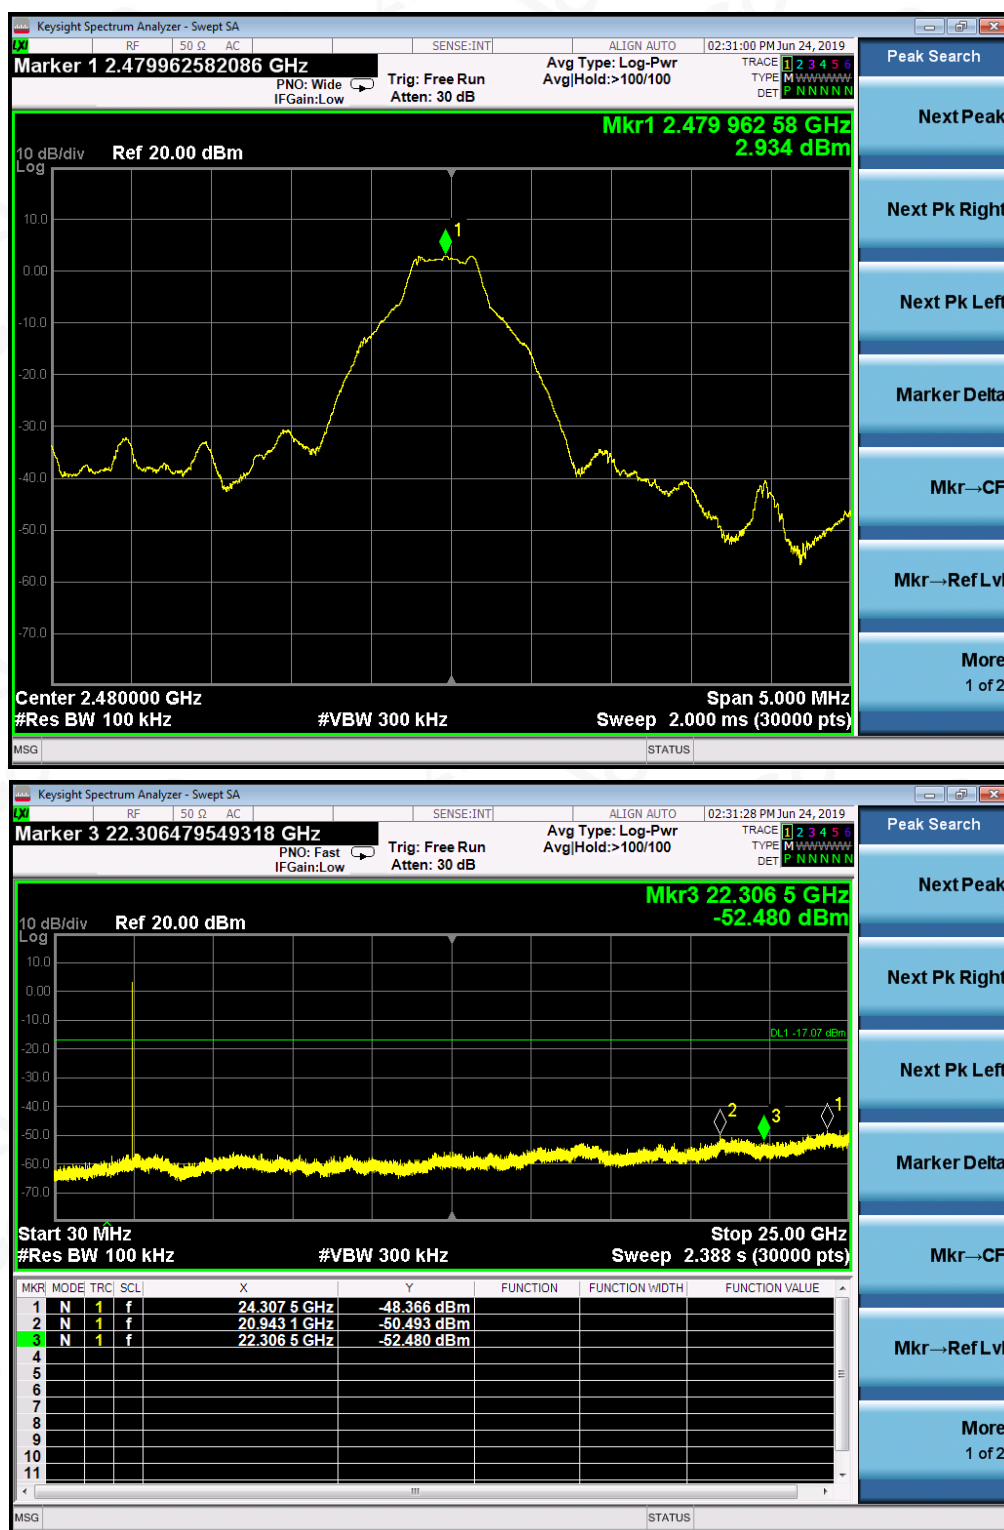 Keysight Spectrum Analyzer - Swept SA
LXI RF 50 Ω AC SENSE:INT ALIGN AUTO 02:31:00 PM Jun 24, 2019
Marker 1 2.479962582086 GHz
PNO: Wide
IFGain:Low
Trig: Free Run
Atten: 30 dB
Avg Type: Log-Pwr
Avg|Hold:>100/100
TRACE 1 2 3 4 5 6
TYPE M WWWWW
DET P N N N N N
Peak Search
Next Peak
Next Pk Right
Next Pk Left
Marker Delta
Mkr→CF
Mkr→Ref Lvl
More
1 of 2
Mkr1 2.479 962 58 GHz
2.934 dBm
10 dB/div Ref 20.00 dBm
Log
10.0
0.00
-10.0
-20.0
-30.0
-40.0
-50.0
-60.0
-70.0
1
Center 2.480000 GHz Span 5.000 MHz
#Res BW 100 kHz #VBW 300 kHz Sweep 2.000 ms (30000 pts)
MSG STATUS
Keysight Spectrum Analyzer - Swept SA
LXI RF 50 Ω AC SENSE:INT ALIGN AUTO 02:31:28 PM Jun 24, 2019
Marker 3 22.306479549318 GHz
PNO: Fast
IFGain:Low
Trig: Free Run
Atten: 30 dB
Avg Type: Log-Pwr
Avg|Hold:>100/100
TRACE 1 2 3 4 5 6
TYPE M WWWWW
DET P N N N N N
Peak Search
Next Peak
Next Pk Right
Next Pk Left
Marker Delta
Mkr→CF
Mkr→Ref Lvl
More
1 of 2
Mkr3 22.306 5 GHz
-52.480 dBm
10 dB/div Ref 20.00 dBm
Log
10.0
0.00
-10.0
-20.0
-30.0
-40.0
-50.0
-60.0
-70.0
DL1 -17.07 dBm
2 3 1
Start 30 MHz Stop 25.00 GHz
#Res BW 100 kHz #VBW 300 kHz Sweep 2.388 s (30000 pts)
MKR MODE TRC SCL X Y FUNCTION FUNCTION WIDTH FUNCTION VALUE
1 N 1 f 24.307 5 GHz -48.366 dBm
2 N 1 f 20.943 1 GHz -50.493 dBm
3 N 1 f 22.306 5 GHz -52.480 dBm
4
5
6
7
8
9
10
11
MSG STATUS